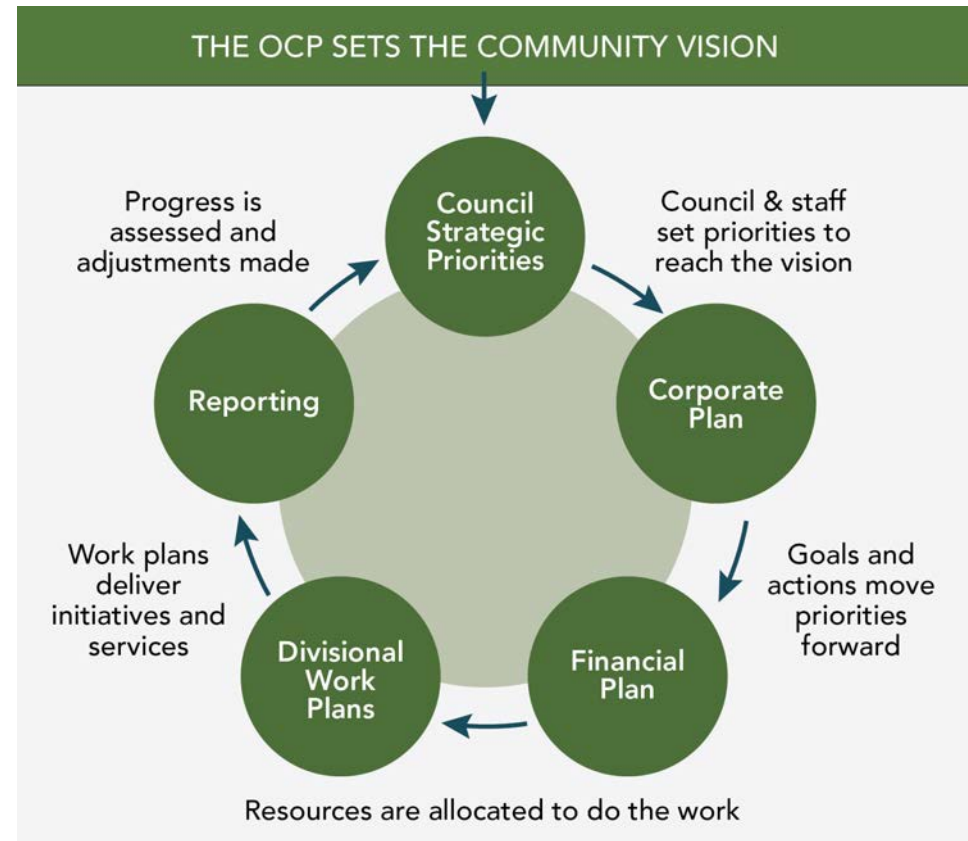 THE OCP SETS THE COMMUNITY VISION
Council
Strategic
Priorities
Council & staff
set priorities to
reach the vision
Corporate
Plan
Goals and
actions move
priorities
forward
Financial
Plan
Resources are allocated to do the work
Divisional
Work
Plans
Work plans
deliver
initiatives and
services
Reporting
Progress is
assessed and
adjustments made